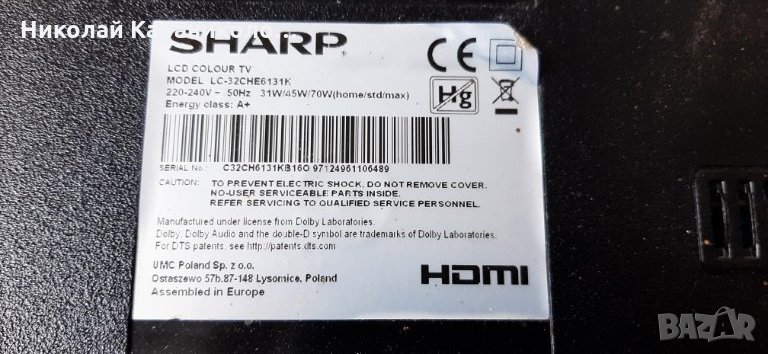 Николай К
SHARP
LCD COLOUR TV
MODEL LC-32CHE6131K
220-240V ~ 50Hz 31W/45W/70W(home/std/max)
Energy class: A+
CE
Hg
SERIAL No.: C32CH6131KB16O 97124961106489
CAUTION: TO PREVENT ELECTRIC SHOCK, DO NOT REMOVE COVER.
NO-USER SERVICEABLE PARTS INSIDE.
REFER SERVICING TO QUALIFIED SERVICE PERSONNEL.
Manufactured under license from Dolby Laboratories.
Dolby, Dolby Audio and the double-D symbol are trademarks of Dolby Laboratories.
For DTS patents, see http://patents.dts.com
UMC Poland Sp. z o.o.
Ostaszewo 57b,87-148 Lysomice, Poland
Assembled in Europe
HDMI
BAZAR